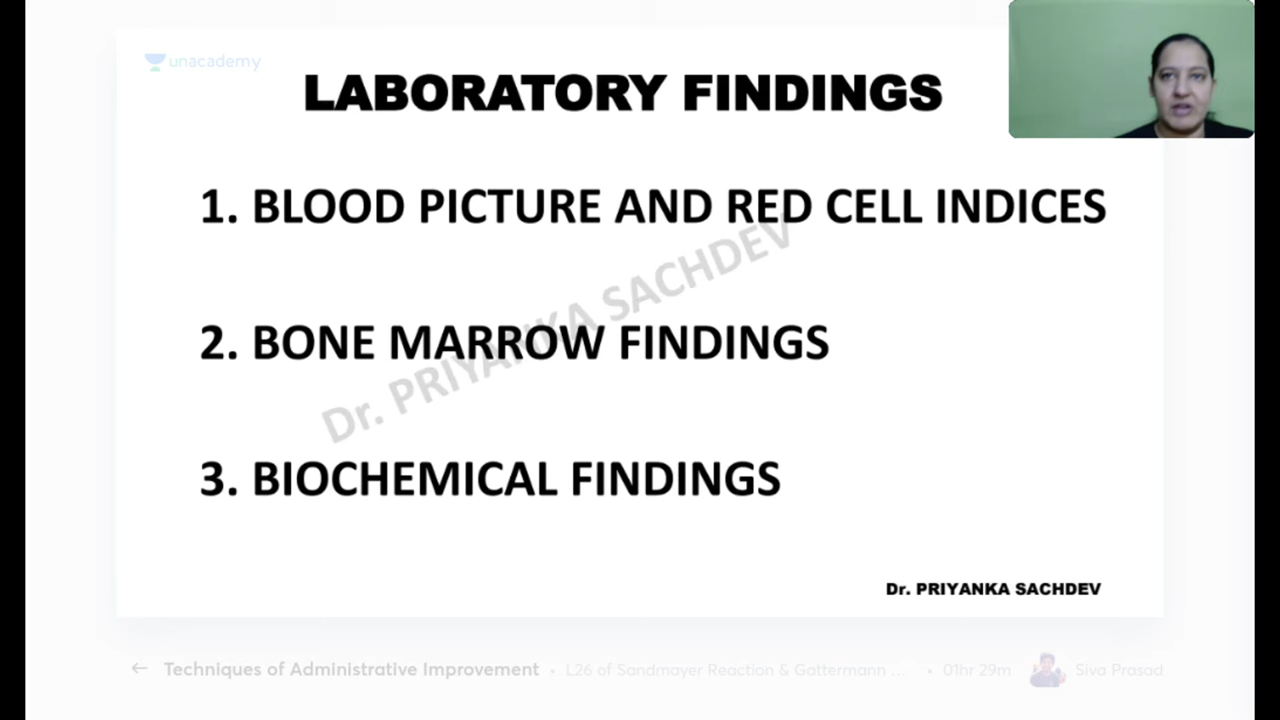 unacademy
LABORATORY FINDINGS
1. BLOOD PICTURE AND RED CELL INDICES
Dr. PRIYANKA SACHDEV
2. BONE MARROW FINDINGS
3. BIOCHEMICAL FINDINGS
Dr. PRIYANKA SACHDEV
← Techniques of Administrative Improvement • L26 of Sandmayer Reaction & Gattermann ... • 01hr 29m Siva Prasad